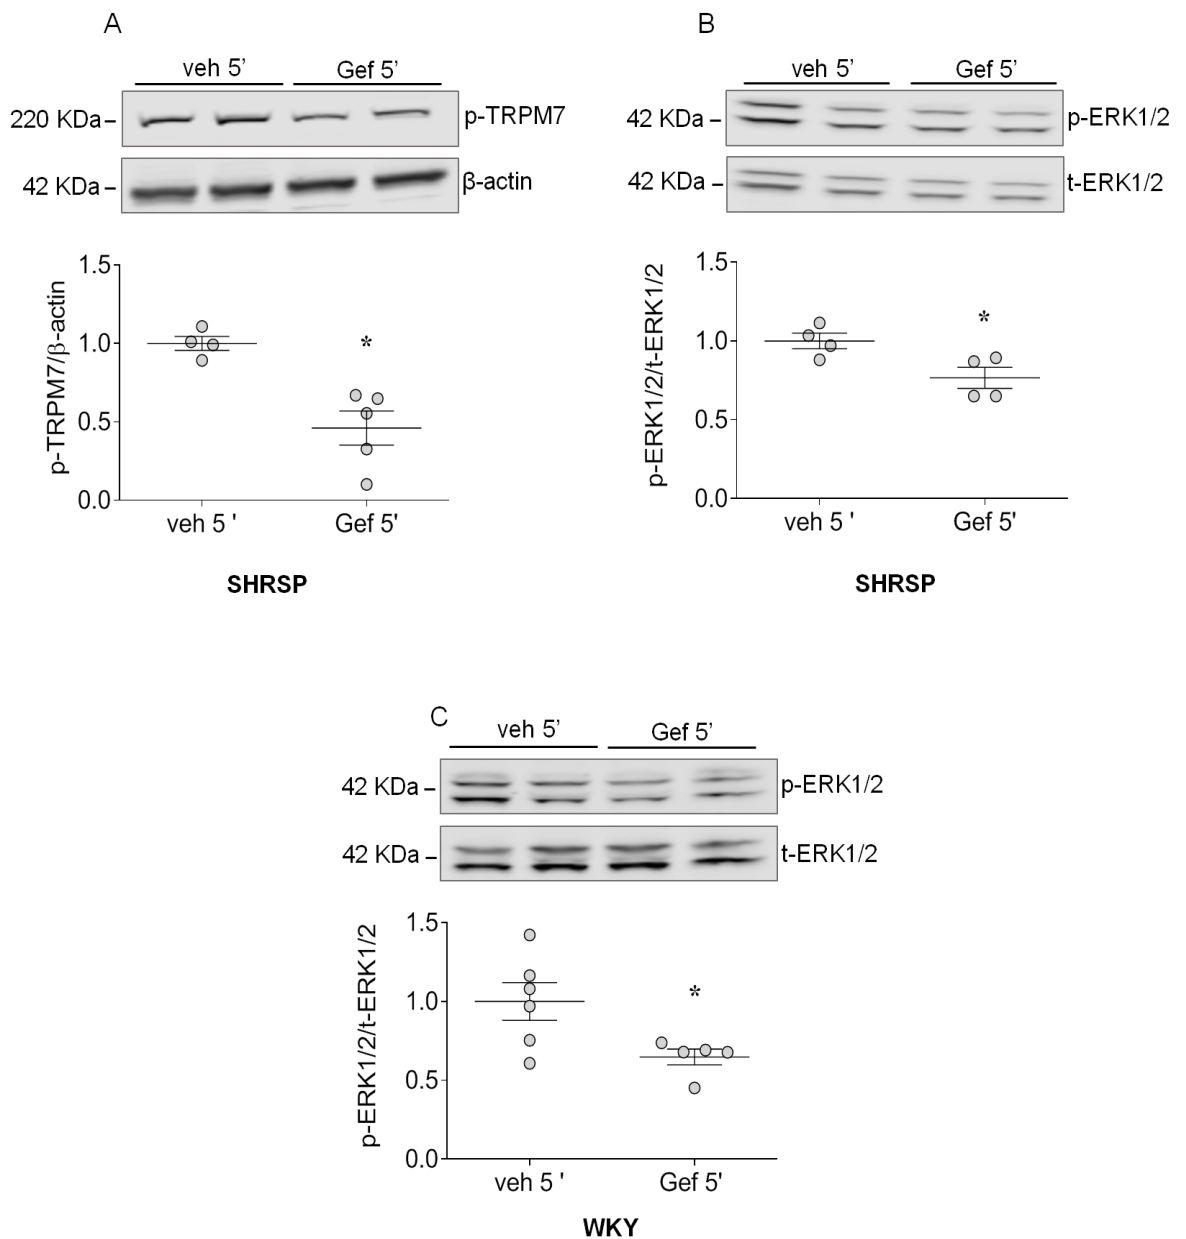 A
veh 5’ Gef 5’
220 KDa – p-TRPM7
42 KDa – β-actin
p-TRPM7/β-actin
1.5
1.0
*
0.5
0.0
veh 5 ' Gef 5'
SHRSP
B
veh 5’ Gef 5’
42 KDa – p-ERK1/2
42 KDa – t-ERK1/2
p-ERK1/2/t-ERK1/2
1.5
*
1.0
0.5
0.0
veh 5 ' Gef 5'
SHRSP
C
veh 5’ Gef 5’
42 KDa – p-ERK1/2
42 KDa – t-ERK1/2
p-ERK1/2/t-ERK1/2
1.5
1.0
*
0.5
0.0
veh 5 ' Gef 5'
WKY